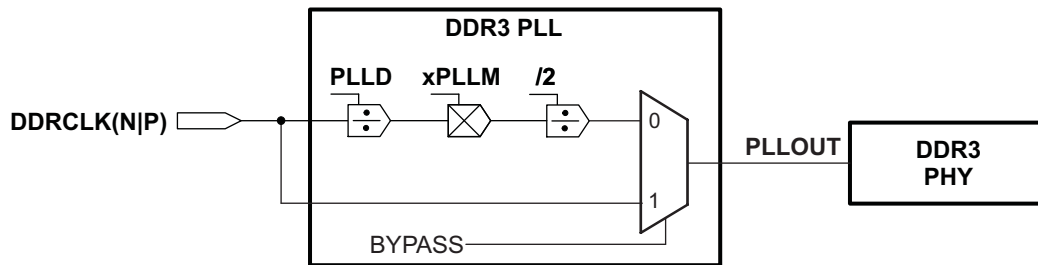 DDR3 PLL
PLLD
xPLLM
/2
DDRCLK(N|P)
0
PLLOUT
DDR3
PHY
1
BYPASS